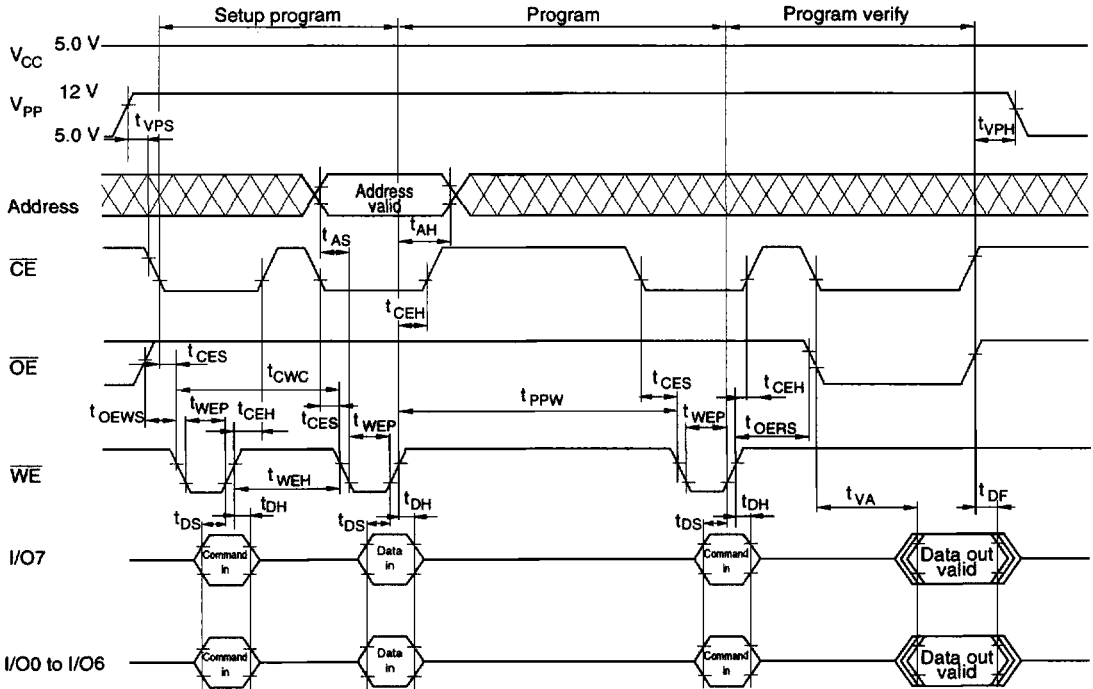 Setup program
Program
Program verify
VCC 5.0 V
VPP 12 V
5.0 V
tVPS
tVPH
Address
Address valid
tAS
tAH
CE
tCEH
OE
tCES
tCWC
tCES
tCEH
tOEWS
tWEP
tCEH
tCES
tWEP
tPPW
tWEP
tOERS
WE
tWEH
tDS
tDH
tDS
tDH
tDS
tDH
tVA
tDF
I/O7
Command in
Data in
Command in
Data out valid
I/O0 to I/O6
Command in
Data in
Command in
Data out valid